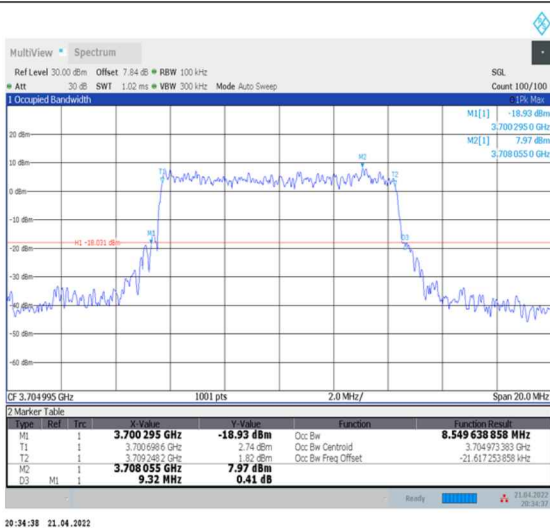 MultiView Spectrum
Ref Level 30.00 dBm Offset 7.84 dB RBW 100 kHz SGL
Att 30 dB SWT 1.02 ms VBW 300 kHz Mode Auto Sweep Count 100/100
1 Occupied Bandwidth 1Pk Max
M1[1] -18.93 dBm
3.700 295 0 GHz
M2[1] 7.97 dBm
3.708 055 0 GHz
20 dBm
10 dBm
M2
T1
T2
0 dBm
-10 dBm
M1
D3
H1 -18.031 dBm
-20 dBm
-30 dBm
-40 dBm
-60 dBm
CF 3.704 995 GHz 1001 pts 2.0 MHz/ Span 20.0 MHz
2 Marker Table
Type Ref Trc X-Value Y-Value Function Function Result
M1 1 3.700 295 GHz -18.93 dBm Occ Bw 8.549 638 858 MHz
T1 1 3.700 698 6 GHz 2.74 dBm Occ Bw Centroid 3.704 973 383 GHz
T2 1 3.709 248 2 GHz 1.82 dBm Occ Bw Freq Offset -21.617 253 858 kHz
M2 1 3.708 055 GHz 7.97 dBm
D3 M1 1 9.32 MHz 0.41 dB
Ready 21.04.2022
20:34:37
20:34:38 21.04.2022